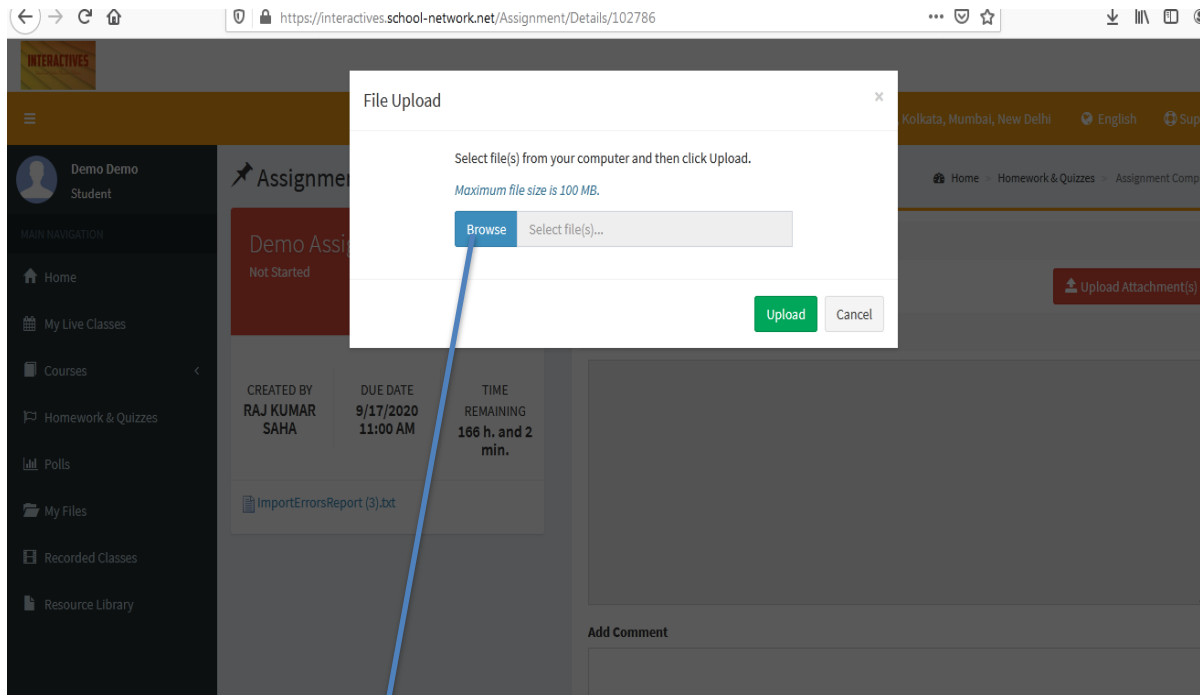 https://interactives.school-network.net/Assignment/Details/102786
INTERACTIVES
Kolkata, Mumbai, New Delhi
English
Demo Demo
Student
MAIN NAVIGATION
Home
My Live Classes
Courses
Homework & Quizzes
Polls
My Files
Recorded Classes
Resource Library
Home > Homework & Quizzes >
Demo
Not Started
Upload Attachment(s)
CREATED BY
RAJ KUMAR
SAHA
DUE DATE
9/17/2020
11:00 AM
TIME
REMAINING
166 h. and 2
min.
ImportErrorsReport (3).txt
Add Comment
File Upload
×
Select file(s) from your computer and then click Upload.
Maximum file size is 100 MB.
Browse
Select file(s)...
Upload
Cancel